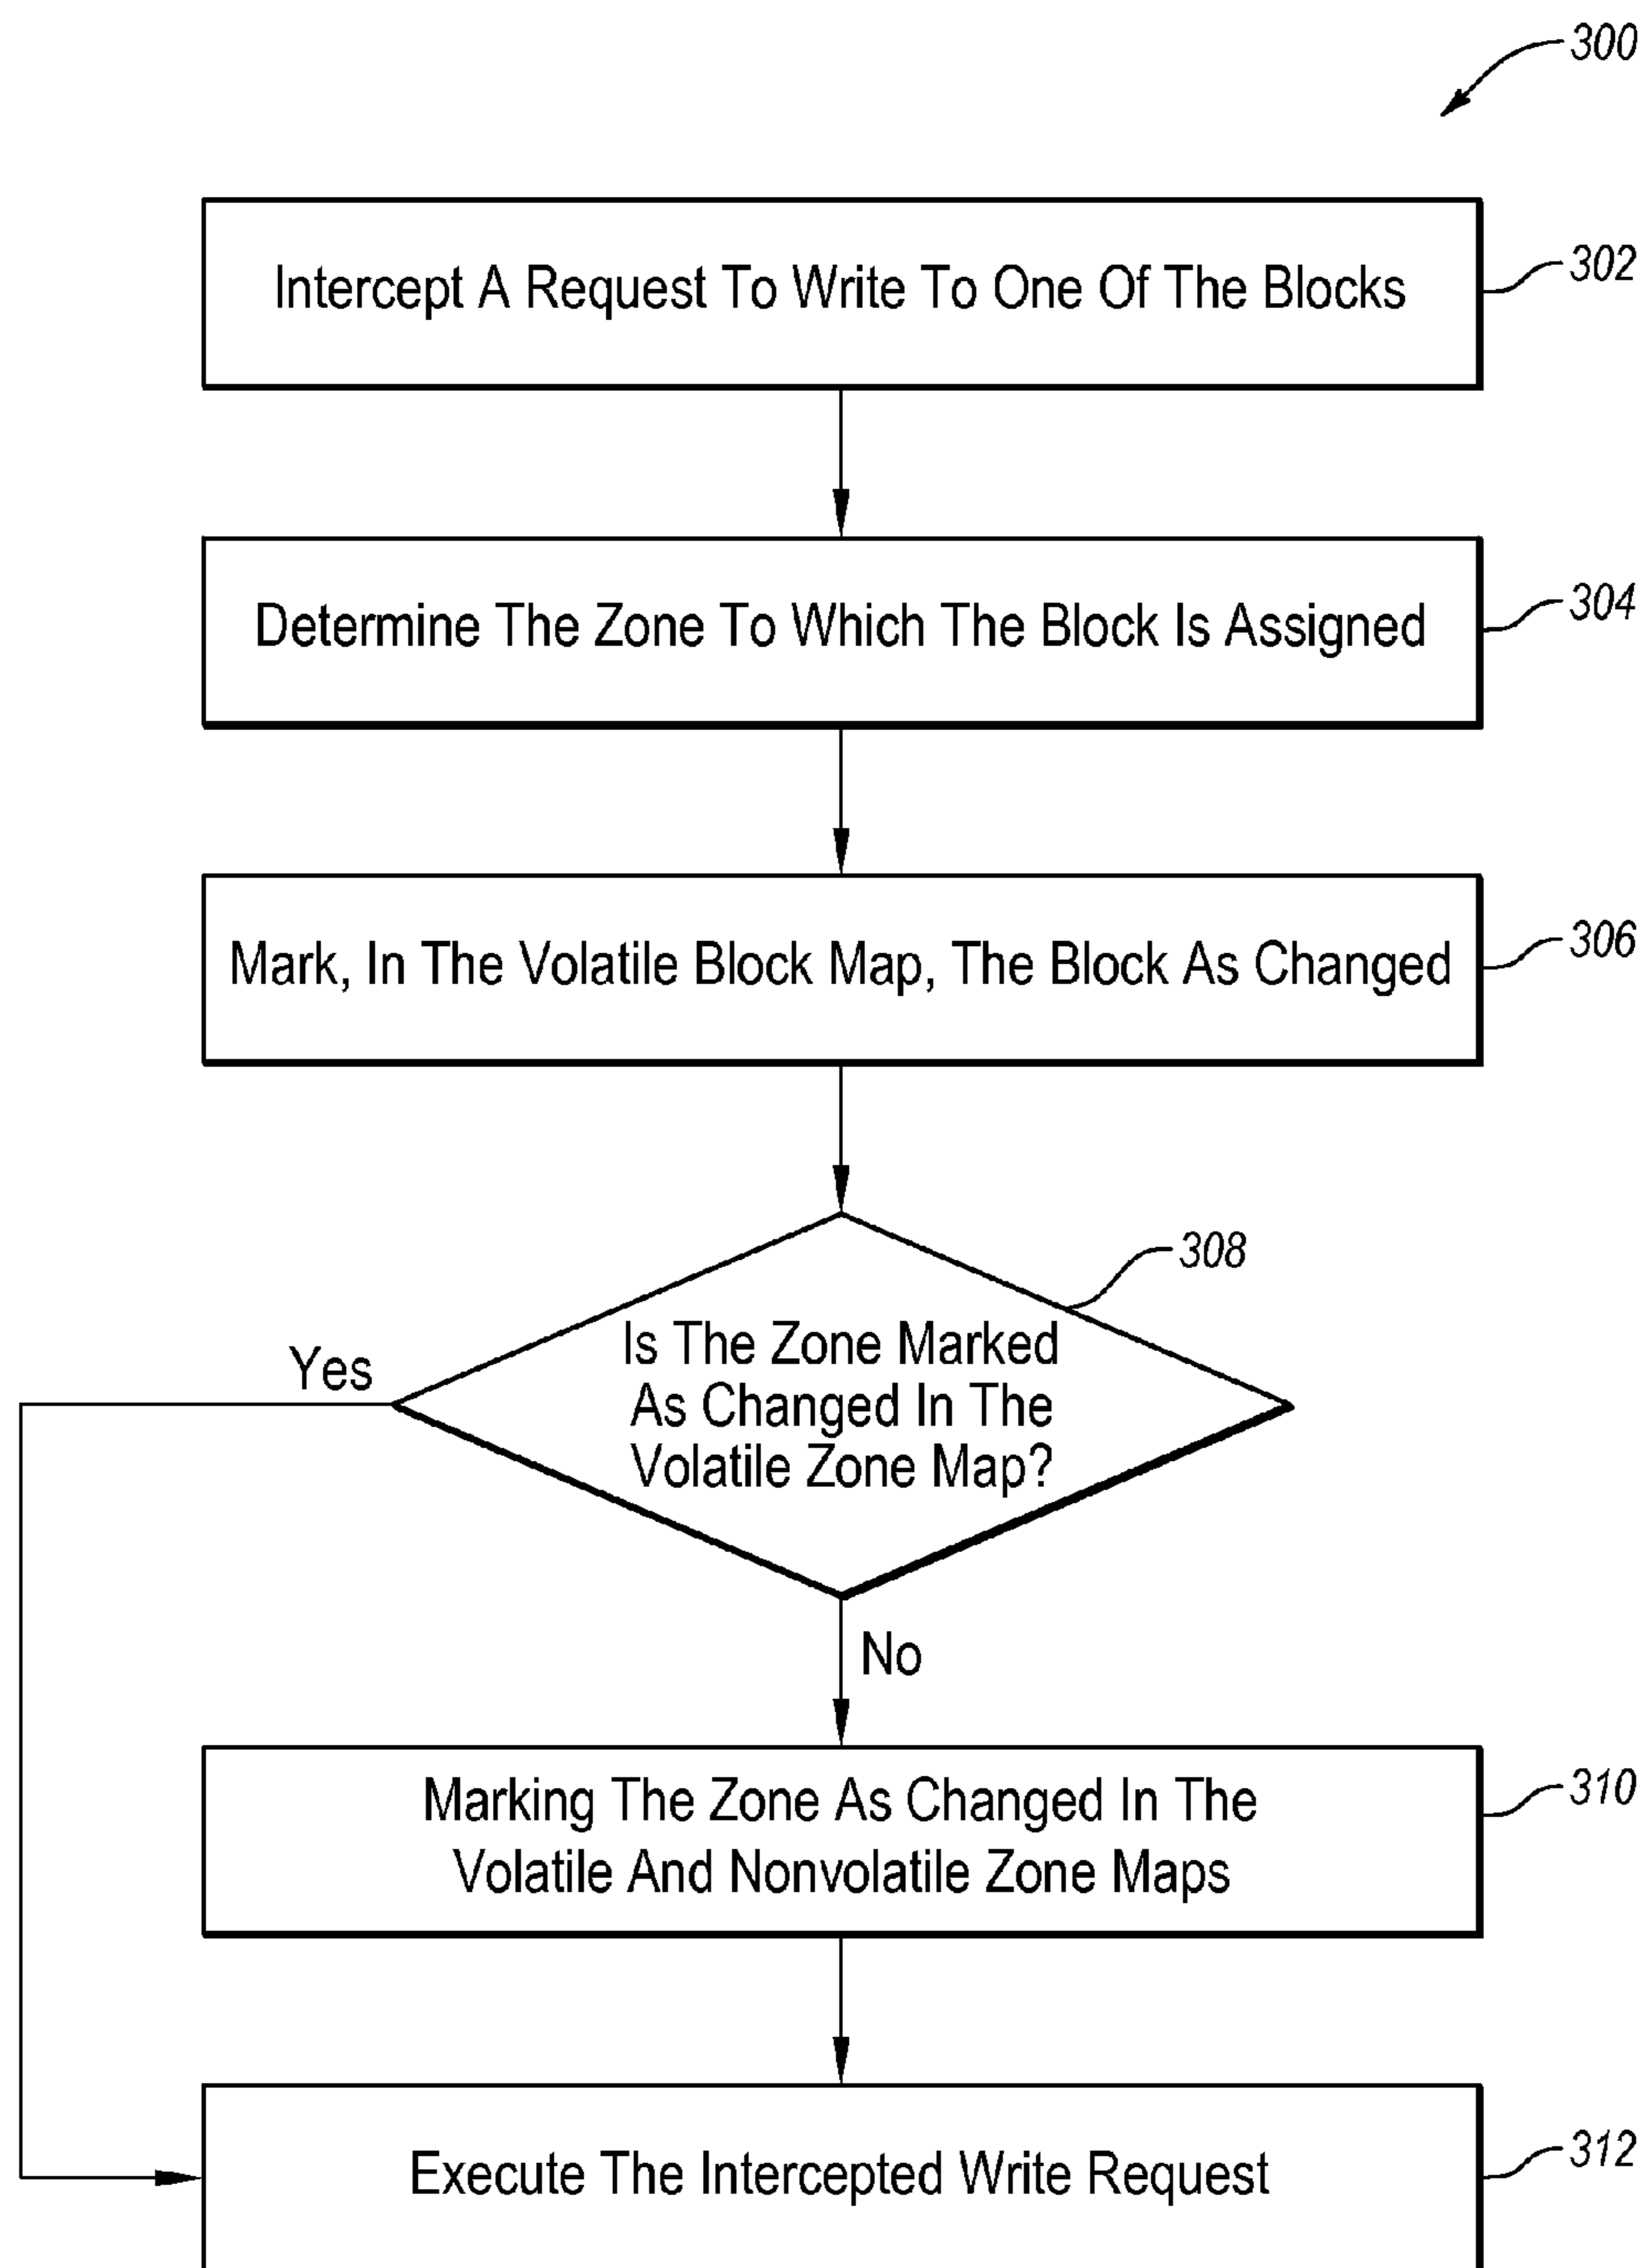 300
Intercept A Request To Write To One Of The Blocks
302
Determine The Zone To Which The Block Is Assigned
304
Mark, In The Volatile Block Map, The Block As Changed
306
308
Is The Zone Marked
As Changed In The
Volatile Zone Map?
Yes
No
Marking The Zone As Changed In The
Volatile And Nonvolatile Zone Maps
310
Execute The Intercepted Write Request
312